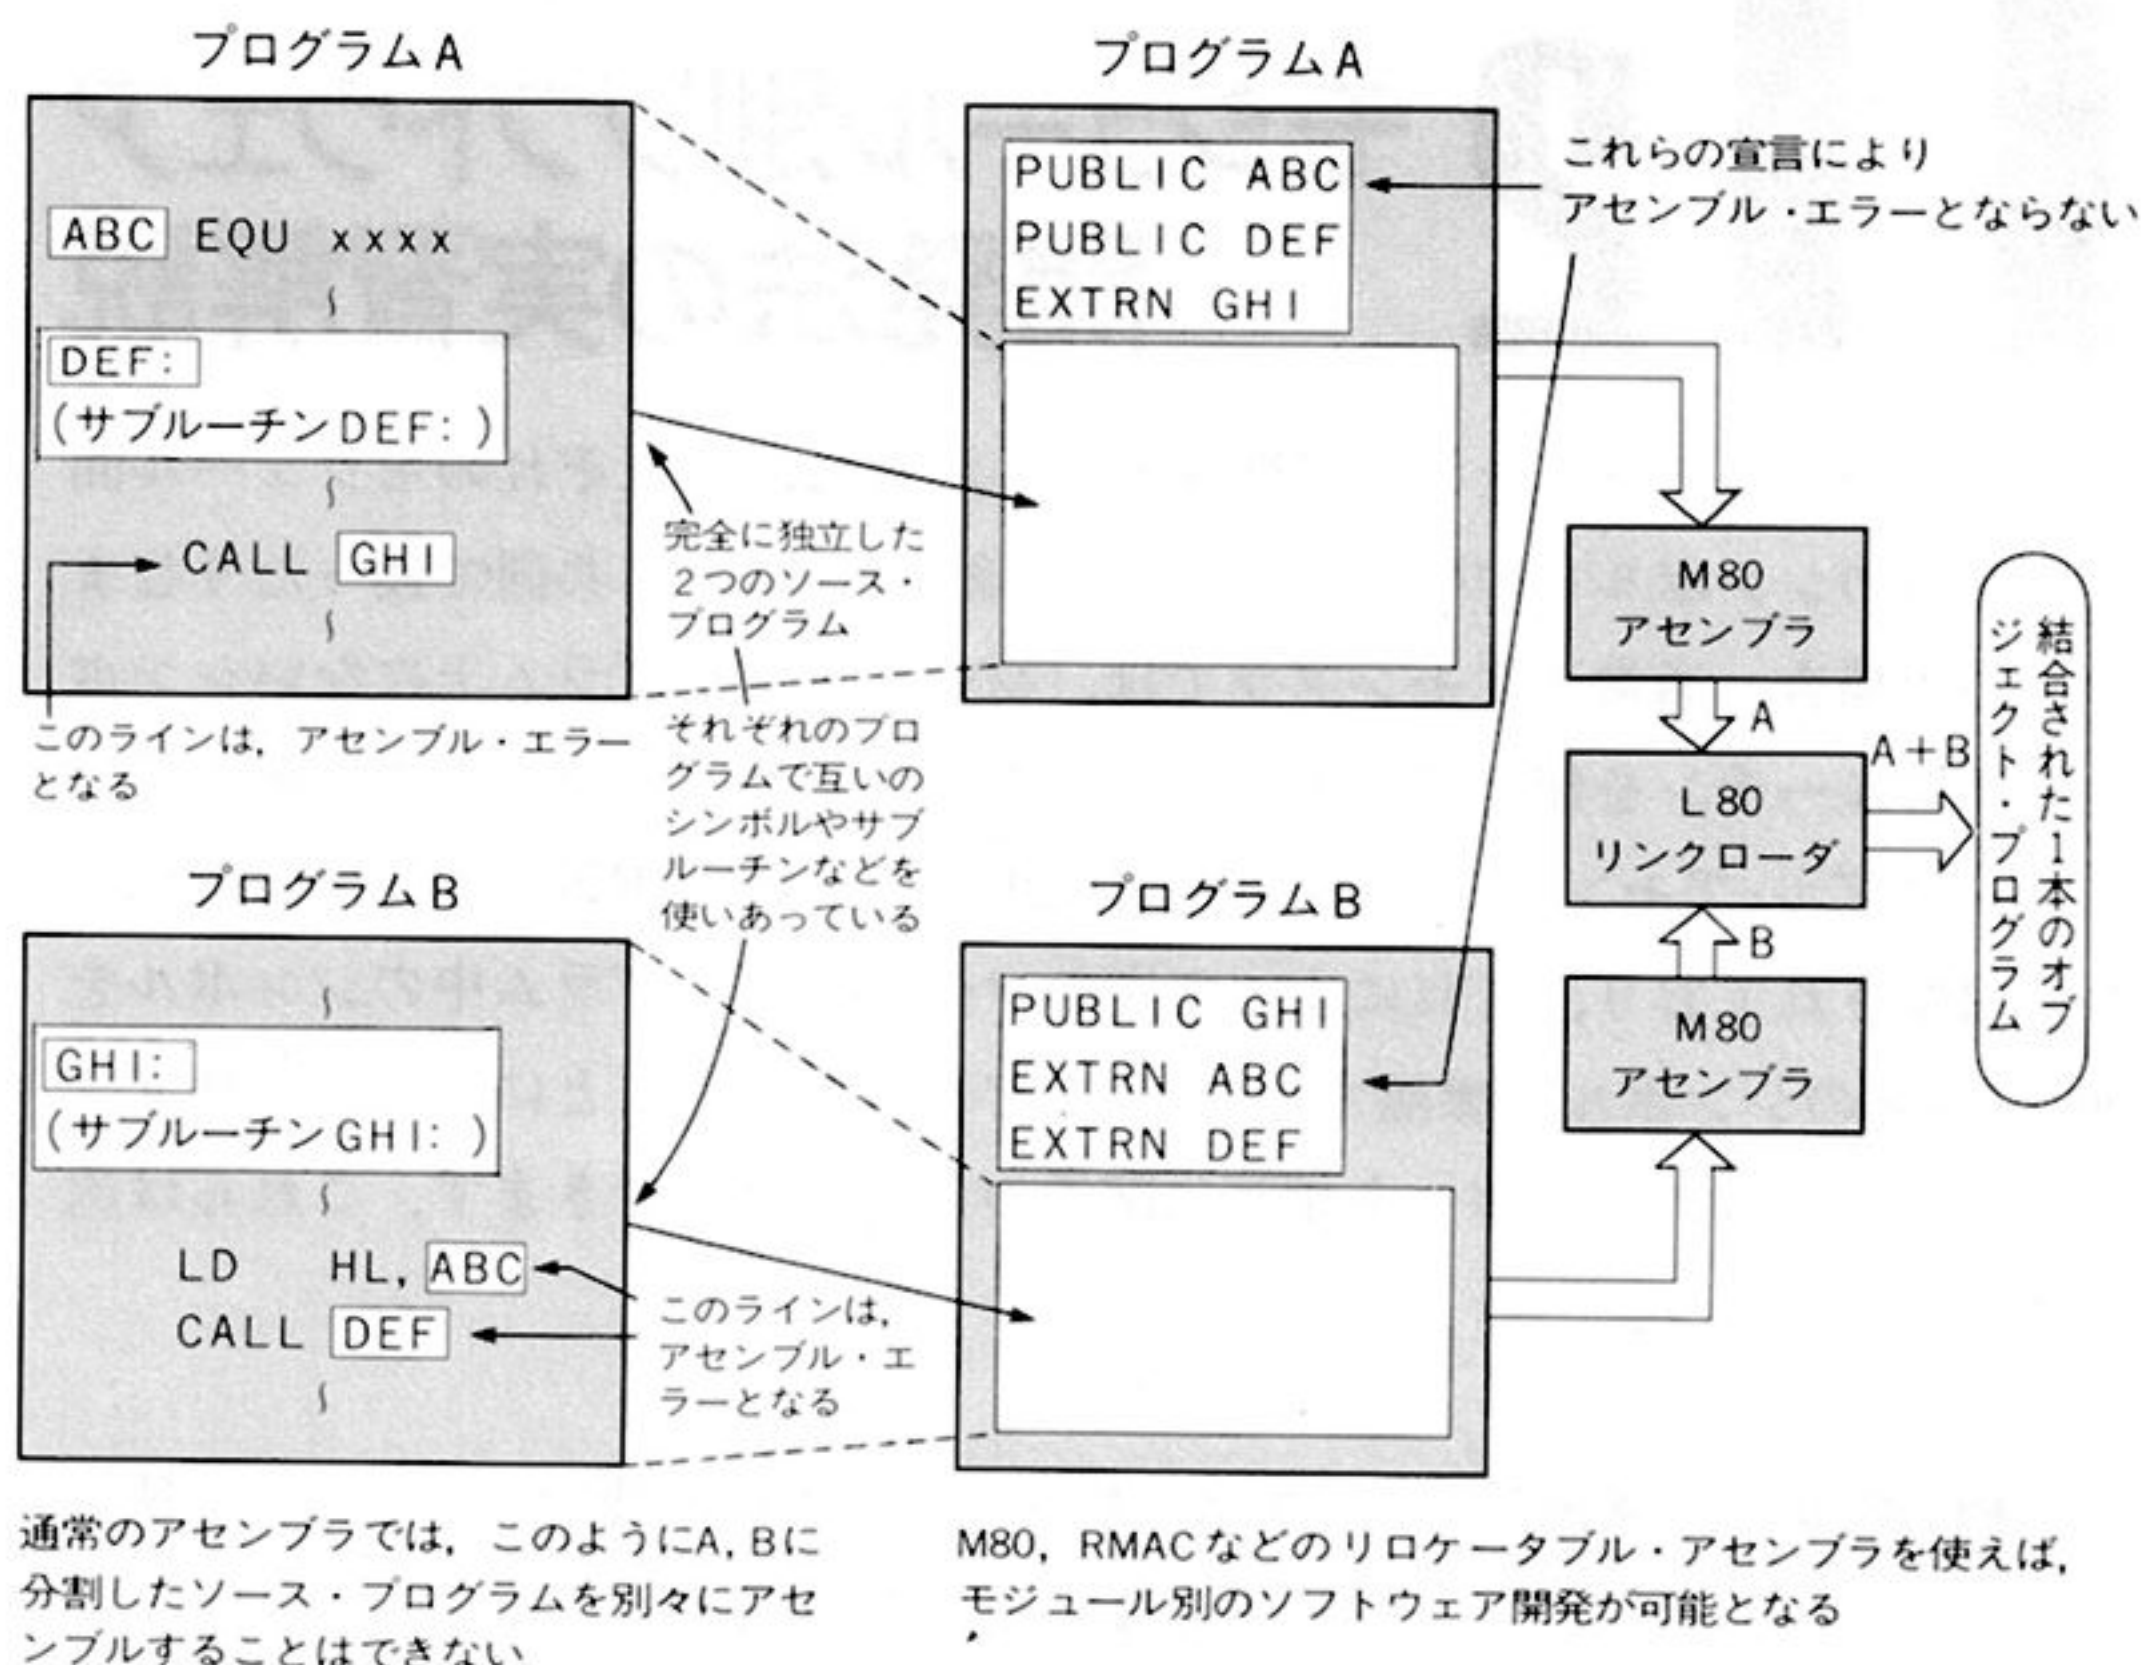 プログラムA
ABC EQU xxxx
DEF:
(サブルーチンDEF: )
CALL GHI
このラインは，アセンブル・エラー
となる
完全に独立した
2つのソース・
プログラム
それぞれのプロ
グラムで互いの
シンボルやサブ
ルーチンなどを
使いあっている
プログラムB
GHI:
(サブルーチンGHI: )
LD HL, ABC
CALL DEF
このラインは，
アセンブル・エ
ラーとなる
通常のアセンブラでは，このようにA, Bに
分割したソース・プログラムを別々にアセ
ンブルすることはできない
プログラムA
PUBLIC ABC
PUBLIC DEF
EXTRN GHI
これらの宣言により
アセンブル・エラーとならない
プログラムB
PUBLIC GHI
EXTRN ABC
EXTRN DEF
M80
アセンブラ
A
L80
リンクローダ
A+B
B
M80
アセンブラ
結合された1本のオブ
ジェクト・プログラム
M80，RMACなどのリロケータブル・アセンブラを使えば，
モジュール別のソフトウェア開発が可能となる